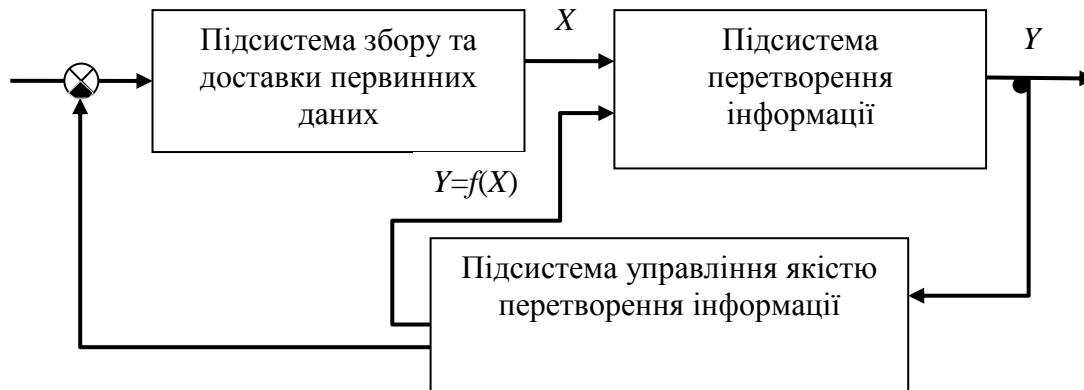 Підсистема збору та
доставки первинних
даних
X
Підсистема
перетворення
інформації
Y
Y=f(X)
Підсистема управління якістю
перетворення інформації